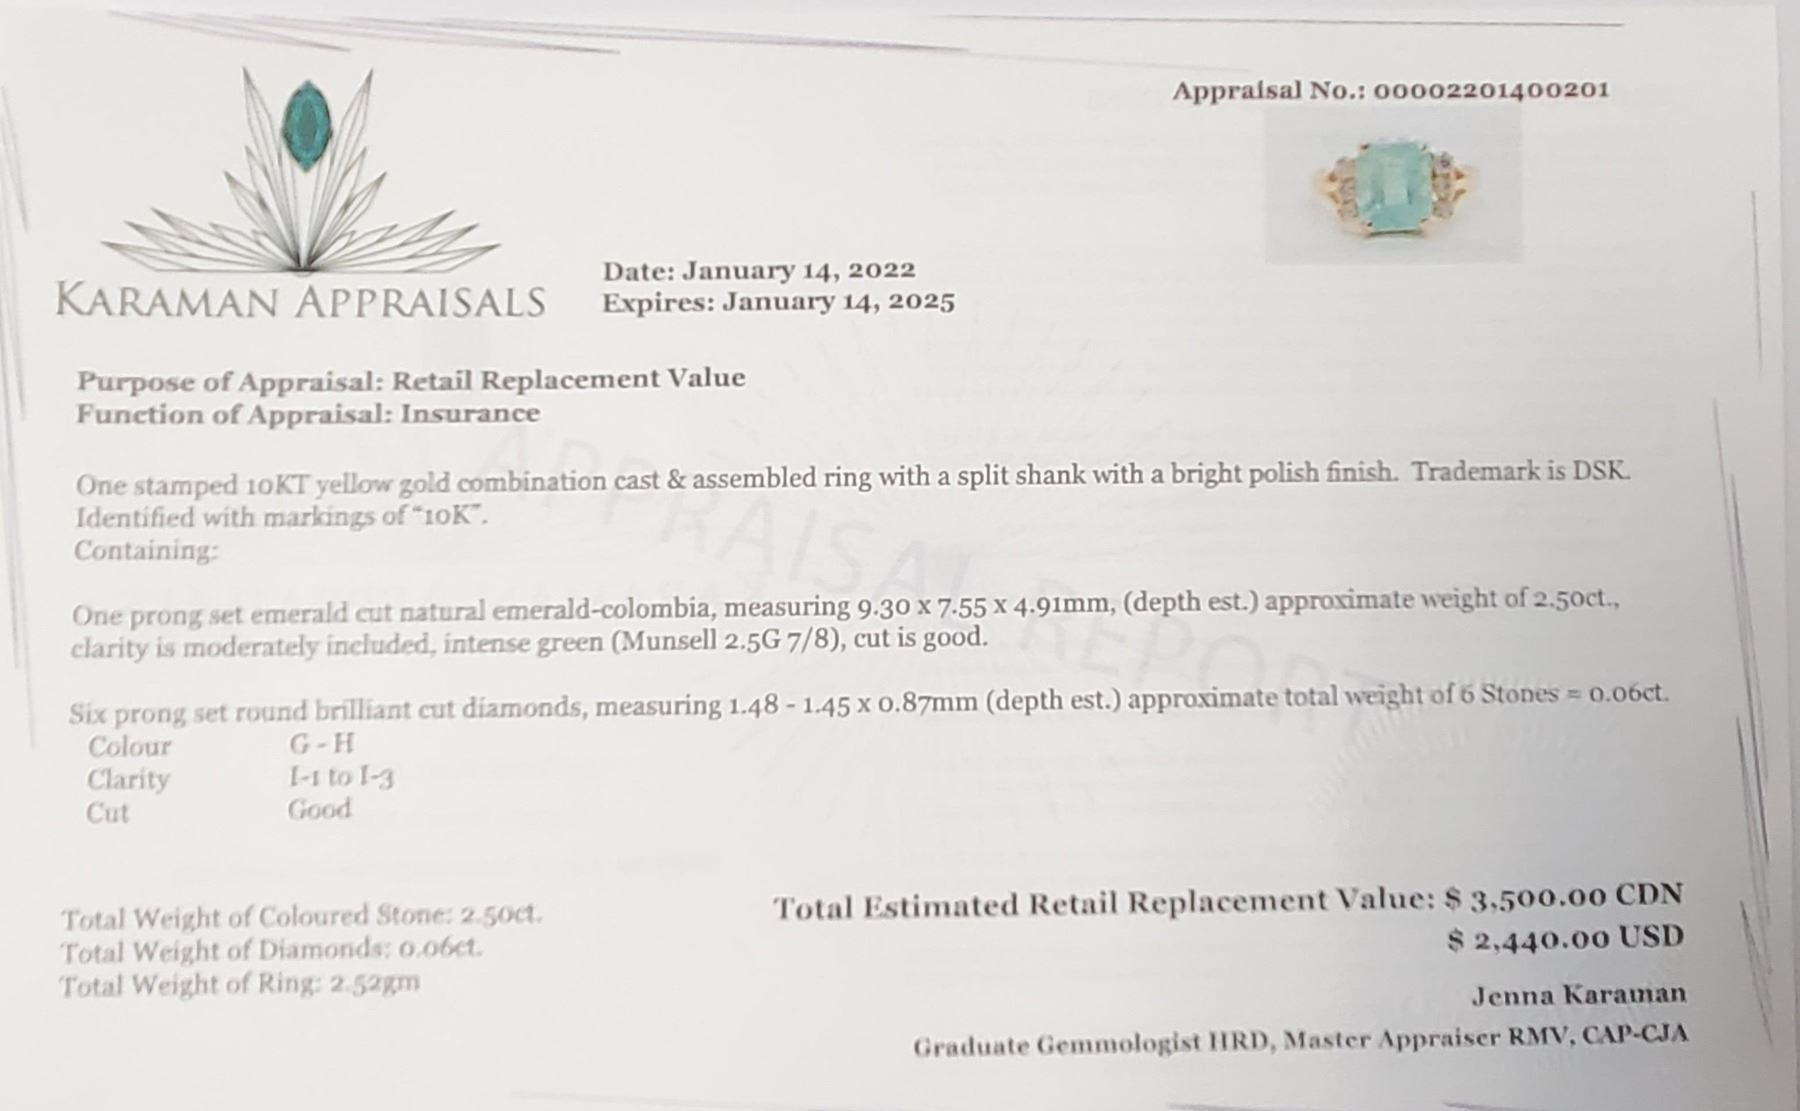 Appraisal No.: 00002201400201
KARAMAN APPRAISALS
Date: January 14, 2022
Expires: January 14, 2025
Purpose of Appraisal: Retail Replacement Value
Function of Appraisal: Insurance
One stamped 10KT yellow gold combination cast & assembled ring with a split shank with a bright polish finish. Trademark is DSK.
Identified with markings of “10K”.
Containing:
APPRAISAL REPORT
One prong set emerald cut natural emerald-colombia, measuring 9.30 x 7.55 x 4.91mm, (depth est.) approximate weight of 2.50ct.,
clarity is moderately included, intense green (Munsell 2.5G 7/8), cut is good.
Six prong set round brilliant cut diamonds, measuring 1.48 - 1.45 x 0.87mm (depth est.) approximate total weight of 6 Stones = 0.06ct.
Colour G - H
Clarity I-1 to I-3
Cut Good
Total Weight of Coloured Stone: 2.50ct.
Total Weight of Diamonds: 0.06ct.
Total Weight of Ring: 2.52gm
Total Estimated Retail Replacement Value: $ 3,500.00 CDN
$ 2,440.00 USD
Jenna Karaman
Graduate Gemmologist HRD, Master Appraiser RMV, CAP-CJA